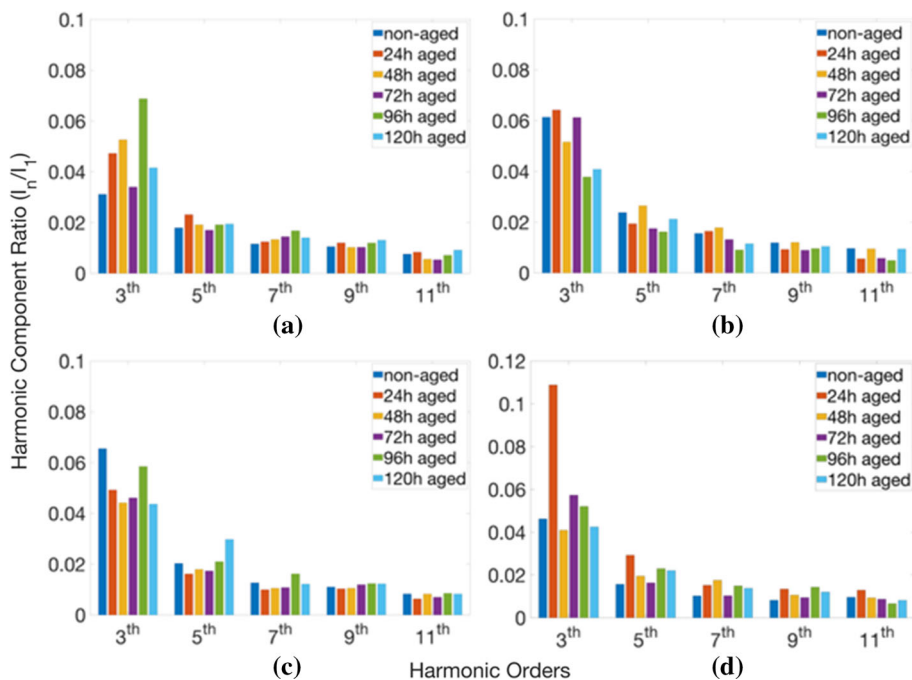 Harmonic Component Ratio (Iₙ/I₁)
0.1
0.08
0.06
0.04
0.02
0
non-aged
24h aged
48h aged
72h aged
96h aged
120h aged
3th 5th 7th 9th 11th
(a)
0.1
0.08
0.06
0.04
0.02
0
non-aged
24h aged
48h aged
72h aged
96h aged
120h aged
3th 5th 7th 9th 11th
(b)
0.1
0.08
0.06
0.04
0.02
0
non-aged
24h aged
48h aged
72h aged
96h aged
120h aged
3th 5th 7th 9th 11th
(c)
0.12
0.1
0.08
0.06
0.04
0.02
0
non-aged
24h aged
48h aged
72h aged
96h aged
120h aged
3th 5th 7th 9th 11th
(d)
Harmonic Orders